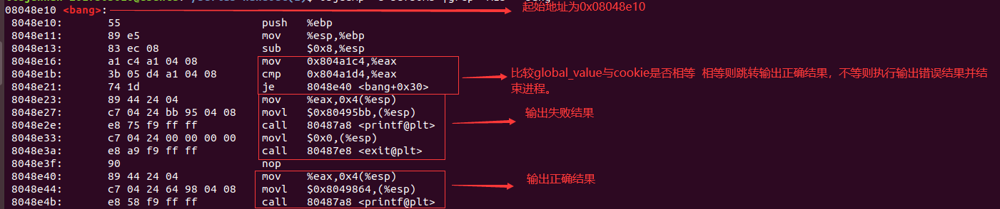 08048e10 <bang>:
起始地址为0x08048e10
8048e10: 55 push %ebp
8048e11: 89 e5 mov %esp,%ebp
8048e13: 83 ec 08 sub $0x8,%esp
8048e16: a1 c4 a1 04 08 mov 0x804a1c4,%eax
8048e1b: 3b 05 d4 a1 04 08 cmp 0x804a1d4,%eax
8048e21: 74 1d je 8048e40 <bang+0x30>
比较global_value与cookie是否相等 相等则跳转输出正确结果，不等则执行输出错误结果并结
束进程。
8048e23: 89 44 24 04 mov %eax,0x4(%esp)
8048e27: c7 04 24 bb 95 04 08 movl $0x80495bb,(%esp)
8048e2e: e8 75 f9 ff ff call 80487a8 <printf@plt>
8048e33: c7 04 24 00 00 00 00 movl $0x0,(%esp)
8048e3a: e8 a9 f9 ff ff call 80487e8 <exit@plt>
输出失败结果
8048e3f: 90 nop
8048e40: 89 44 24 04 mov %eax,0x4(%esp)
8048e44: c7 04 24 64 98 04 08 movl $0x8049864,(%esp)
8048e4b: e8 58 f9 ff ff call 80487a8 <printf@plt>
输出正确结果